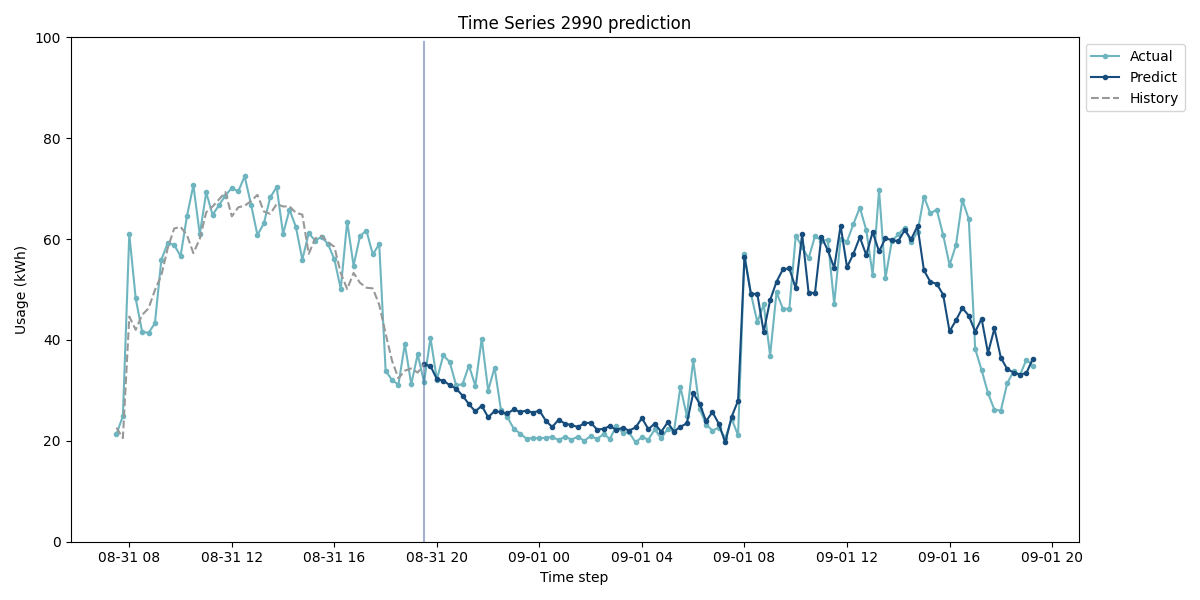 Time Series 2990 prediction
100
80
60
40
20
0
Usage (kWh)
08-31 08
08-31 12
08-31 16
08-31 20
09-01 00
09-01 04
09-01 08
09-01 12
09-01 16
09-01 20
Time step
Actual
Predict
History